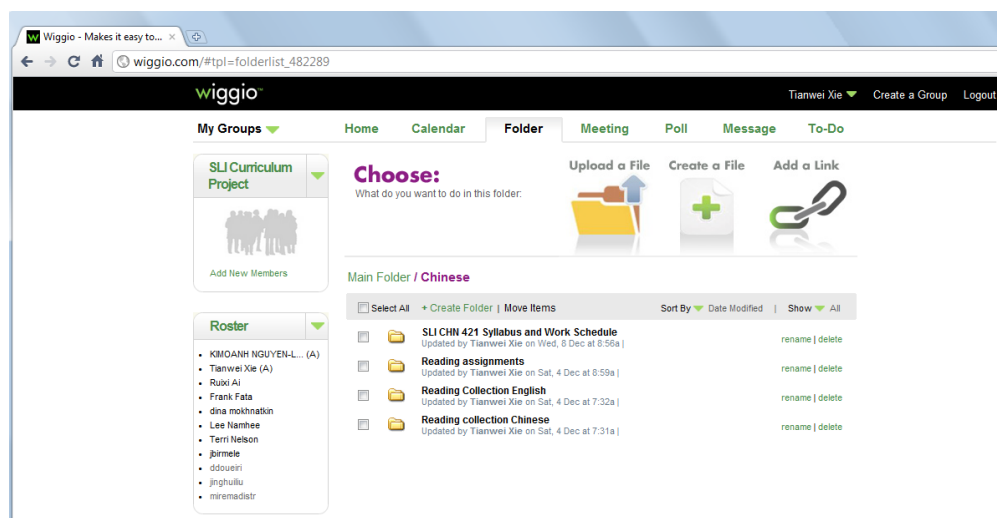 Wiggio - Makes it easy to...
wiggio.com/#tpl=folderlist_482289
wiggio™
Tianwei Xie Create a Group Logout
My Groups Home Calendar Folder Meeting Poll Message To-Do
SLI Curriculum
Project
Add New Members
Choose:
What do you want to do in this folder:
Upload a File Create a File Add a Link
Main Folder / Chinese
Select All + Create Folder | Move Items Sort By Date Modified | Show All
SLI CHN 421 Syllabus and Work Schedule
Updated by Tianwei Xie on Wed, 8 Dec at 8:56a |
rename | delete
Reading assignments
Updated by Tianwei Xie on Sat, 4 Dec at 8:59a |
rename | delete
Reading Collection English
Updated by Tianwei Xie on Sat, 4 Dec at 7:32a |
rename | delete
Reading collection Chinese
Updated by Tianwei Xie on Sat, 4 Dec at 7:31a |
rename | delete
Roster
KIMOANH NGUYEN-L... (A)
Tianwei Xie (A)
Ruixi Ai
Frank Fata
dina mokhnatkin
Lee Namhee
Terri Nelson
jbirmele
ddoueiri
jinghuiliu
miremadistr